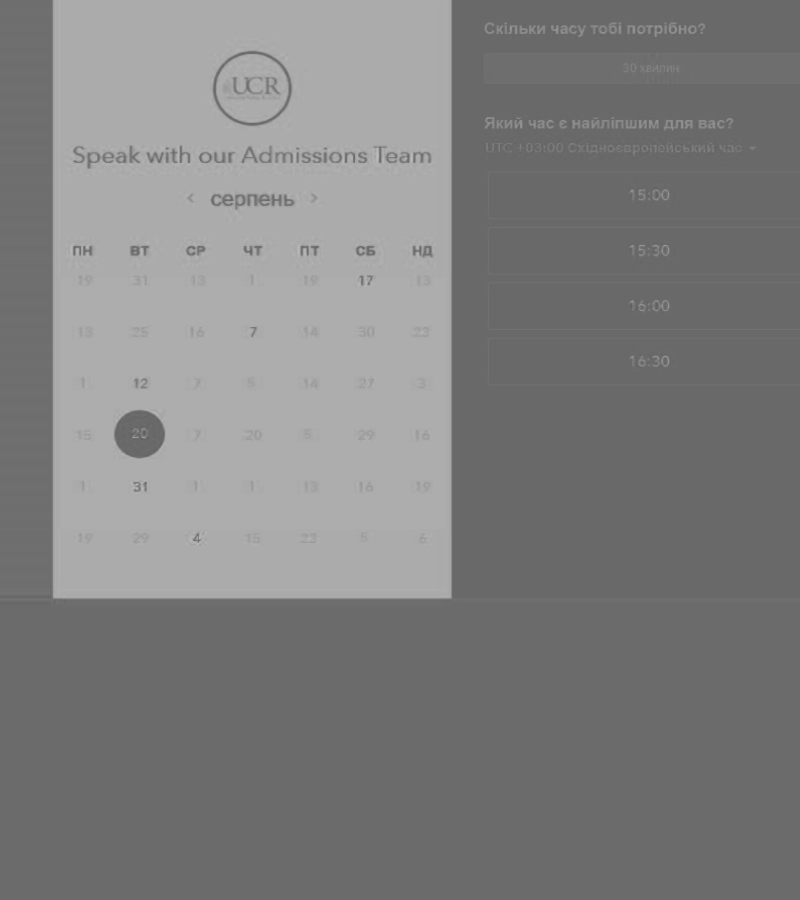 UCR
Speak with our Admissions Team
< серпень >
ПН ВТ СР ЧТ ПТ СБ НД
19 31 13 1 19 17 13
13 25 16 7 14 30 23
1 12 7 5 14 27 3
15 20 7 20 5 29 16
1 31 1 1 13 16 19
19 29 4 15 23 5 6
Скільки часу тобі потрібно?
30 хвилин
Який час є найліпшим для вас?
UTC +03:00 Східноєвропейський час
15:00
15:30
16:00
16:30